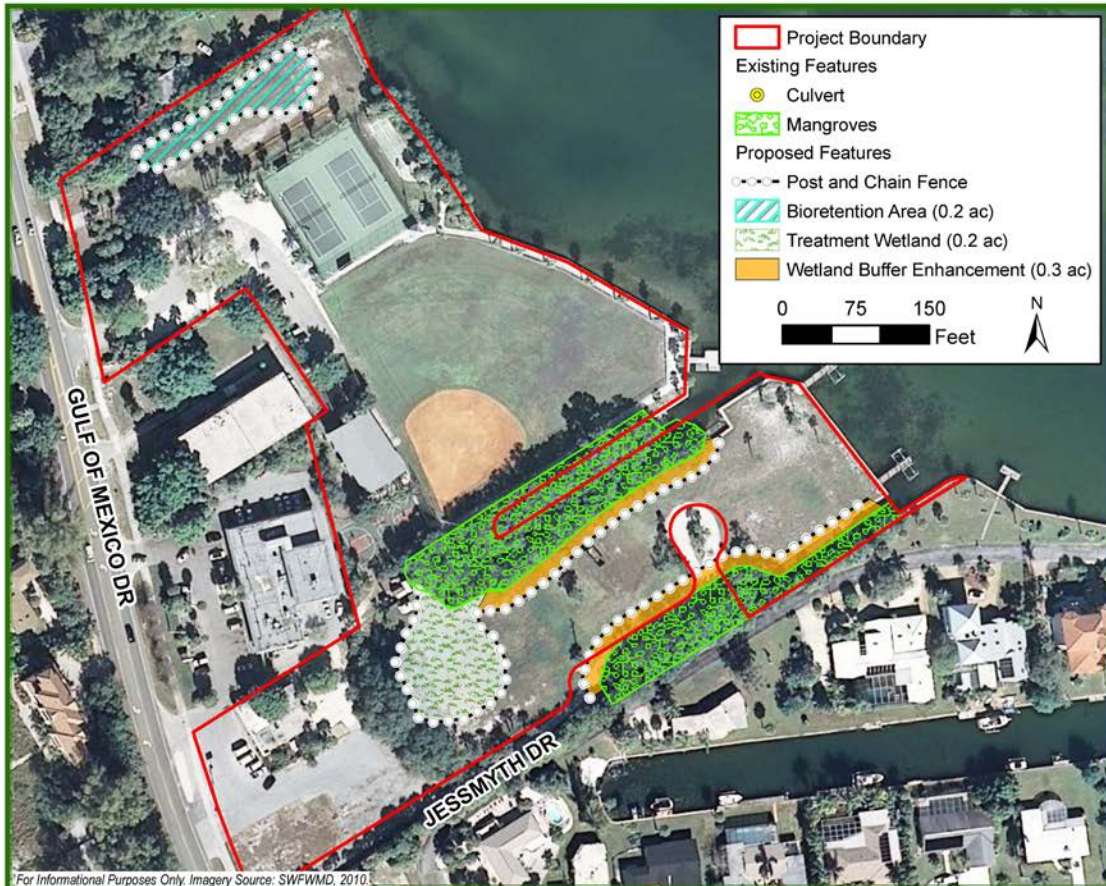 Project Boundary
Existing Features
Culvert
Mangroves
Proposed Features
Post and Chain Fence
Bioretention Area (0.2 ac)
Treatment Wetland (0.2 ac)
Wetland Buffer Enhancement (0.3 ac)
0 75 150
Feet
N
GULF OF MEXICO DR
JESSMYTH DR
For Informational Purposes Only. Imagery Source: SWFWMD, 2010.